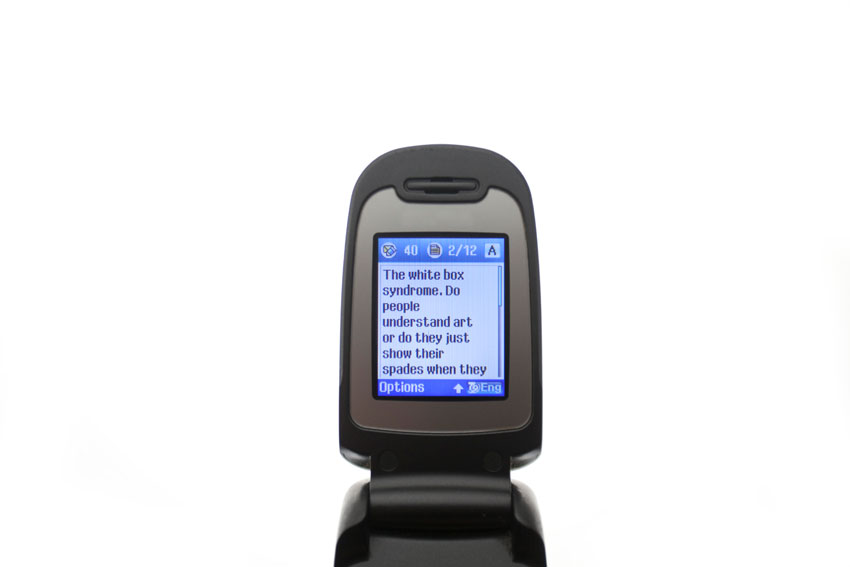 40 2/12 A
The white box
syndrome. Do
people
understand art
or do they just
show their
spades when they
Options @Eng